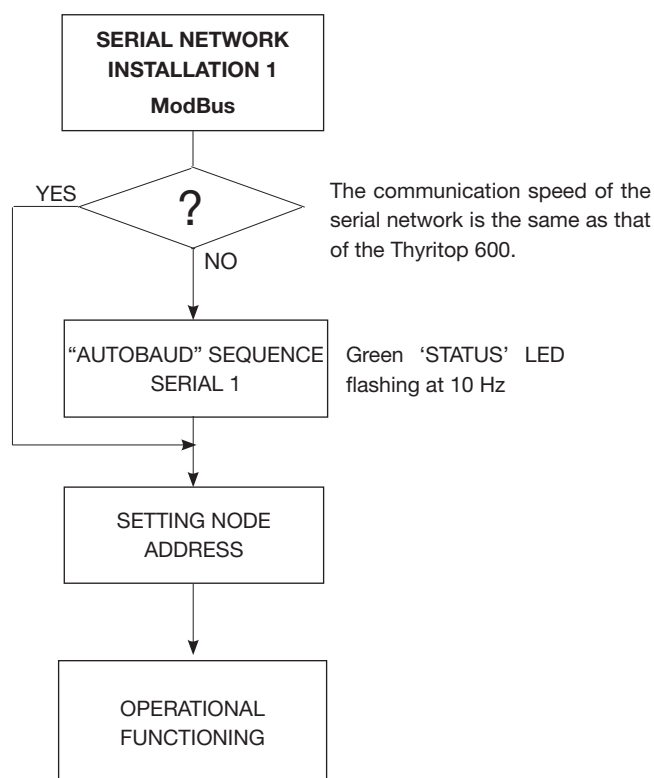 SERIAL NETWORK
INSTALLATION 1
ModBus
YES
?
The communication speed of the
serial network is the same as that
of the Thyritop 600.
NO
“AUTOBAUD” SEQUENCE
SERIAL 1
Green ‘STATUS’ LED
flashing at 10 Hz
SETTING NODE
ADDRESS
OPERATIONAL
FUNCTIONING